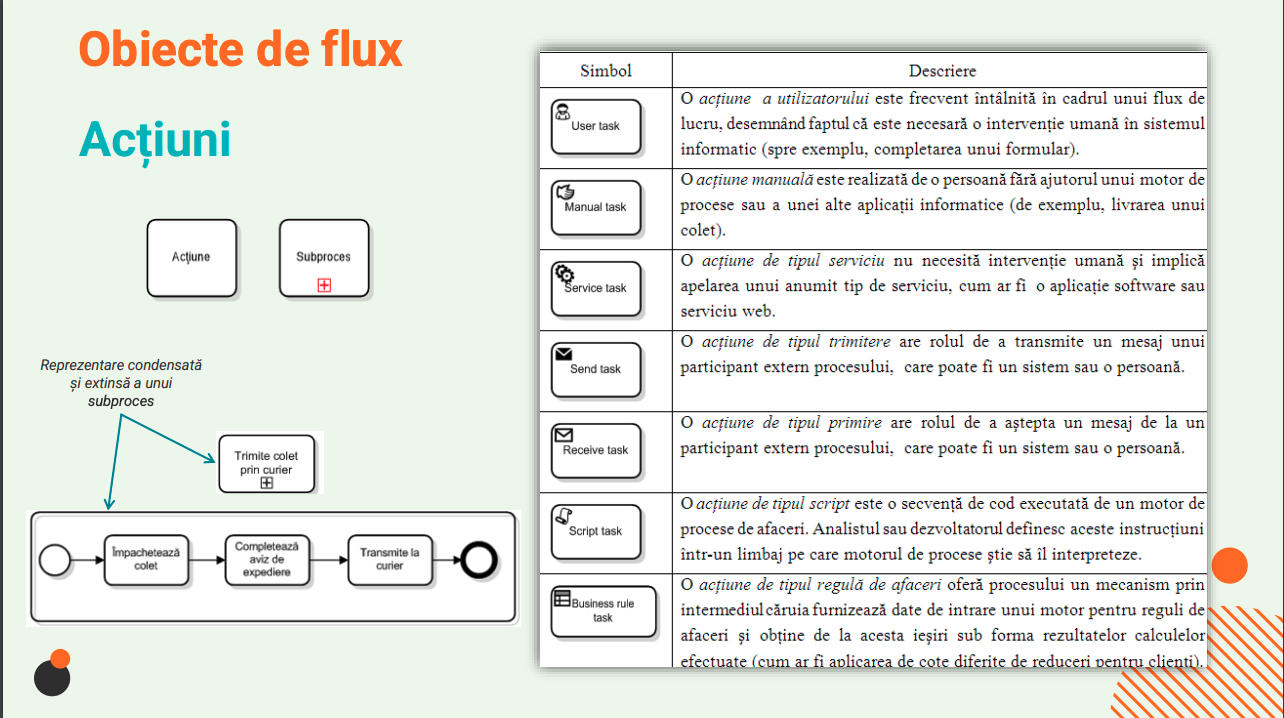 Obiecte de flux
Acțiuni
Acţiune
Subproces
Reprezentare condensată
și extinsă a unui
subproces
Trimite colet
prin curier
Împachetează
colet
Completează
aviz de
expediere
Transmite la
curier
Simbol
Descriere
User task
O acțiune a utilizatorului este frecvent întâlnită în cadrul unui flux de
lucru, desemnând faptul că este necesară o intervenție umană în sistemul
informatic (spre exemplu, completarea unui formular).
Manual task
O acțiune manuală este realizată de o persoană fără ajutorul unui motor de
procese sau a unei alte aplicații informatice (de exemplu, livrarea unui
colet).
Service task
O acțiune de tipul serviciu nu necesită intervenție umană și implică
apelarea unui anumit tip de serviciu, cum ar fi o aplicație software sau
serviciu web.
Send task
O acțiune de tipul trimitere are rolul de a transmite un mesaj unui
participant extern procesului, care poate fi un sistem sau o persoană.
Receive task
O acțiune de tipul primire are rolul de a aștepta un mesaj de la un
participant extern procesului, care poate fi un sistem sau o persoană.
Script task
O acțiune de tipul script este o secvență de cod executată de un motor de
procese de afaceri. Analistul sau dezvoltatorul definesc aceste instrucțiuni
într-un limbaj pe care motorul de procese știe să îl interpreteze.
Business rule
task
O acțiune de tipul regulă de afaceri oferă procesului un mecanism prin
intermediul căruia furnizează date de intrare unui motor pentru reguli de
afaceri și obține de la acesta ieșiri sub forma rezultatelor calculelor
efectuate (cum ar fi aplicarea de cote diferite de reduceri pentru clienți).